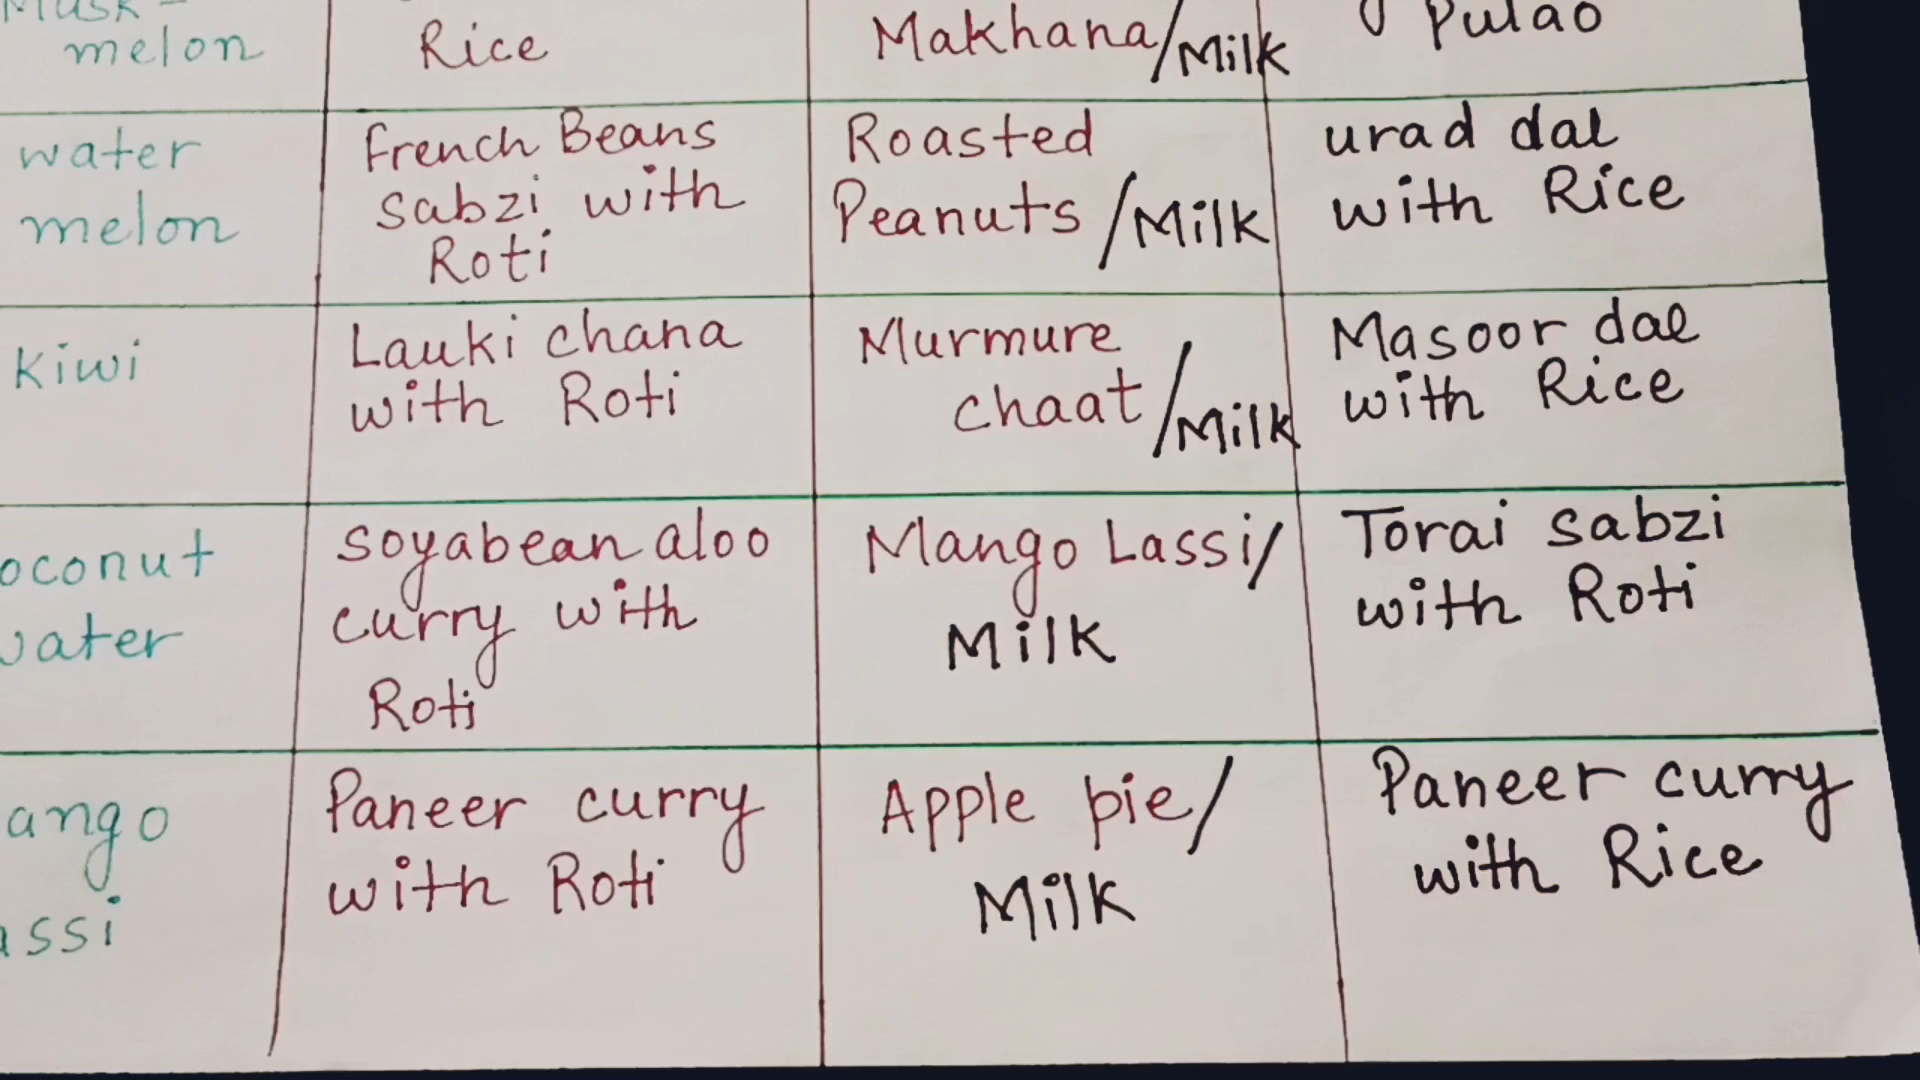 Musk-
melon
Rice
Makhana/Milk
Pulao
water
melon
French Beans
sabzi with
Roti
Roasted
Peanuts/Milk
urad dal
with Rice
Kiwi
Lauki chana
with Roti
Murmure
chaat/Milk
Masoor dal
with Rice
oconut
water
soyabean aloo
curry with
Roti
Mango Lassi/
Milk
Torai sabzi
with Roti
ango
assi
Paneer curry
with Roti
Apple pie/
Milk
Paneer curry
with Rice